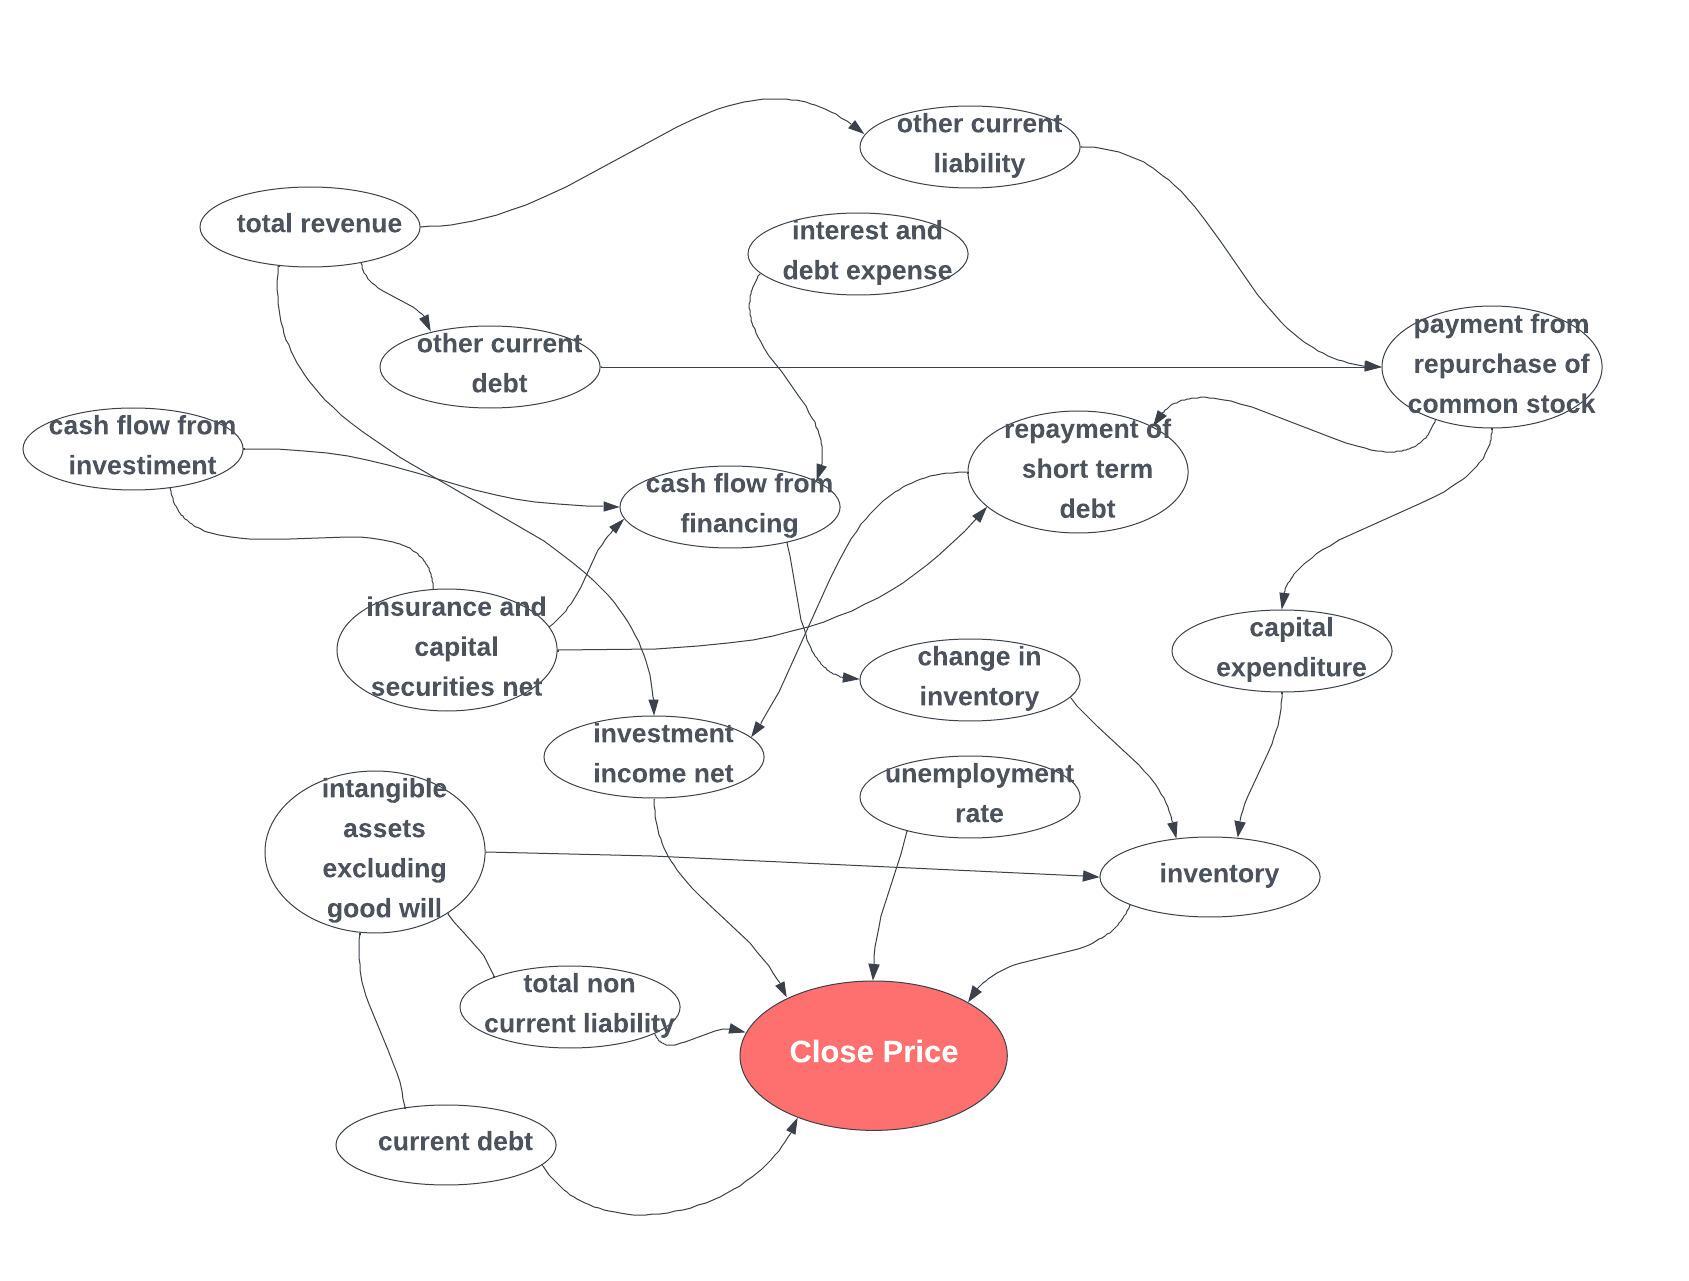 other current
liability
total revenue
interest and
debt expense
other current
debt
payment from
repurchase of
common stock
cash flow from
investiment
repayment of
short term
debt
cash flow from
financing
insurance and
capital
securities net
capital
expenditure
change in
inventory
investment
income net
unemployment
rate
intangible
assets
excluding
good will
inventory
total non
current liability
Close Price
current debt